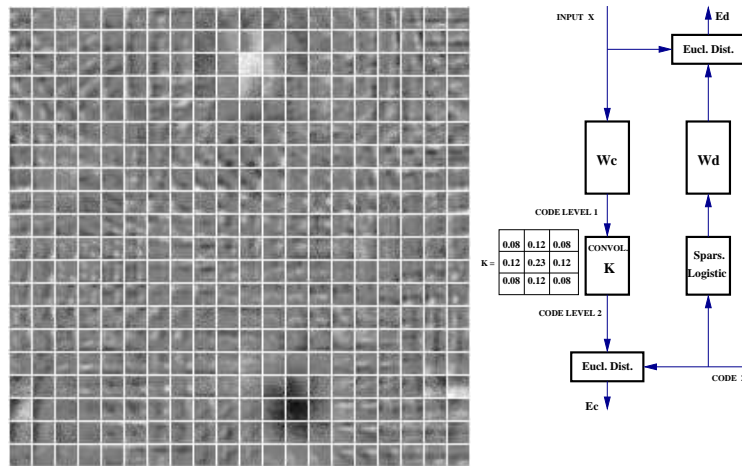 INPUT X
Ed
Eucl. Dist.
Wc
Wd
CODE LEVEL 1
K =
0.08 0.12 0.08
0.12 0.23 0.12
0.08 0.12 0.08
CONVOL.
K
Spars.
Logistic
CODE LEVEL 2
Eucl. Dist.
CODE
Ec